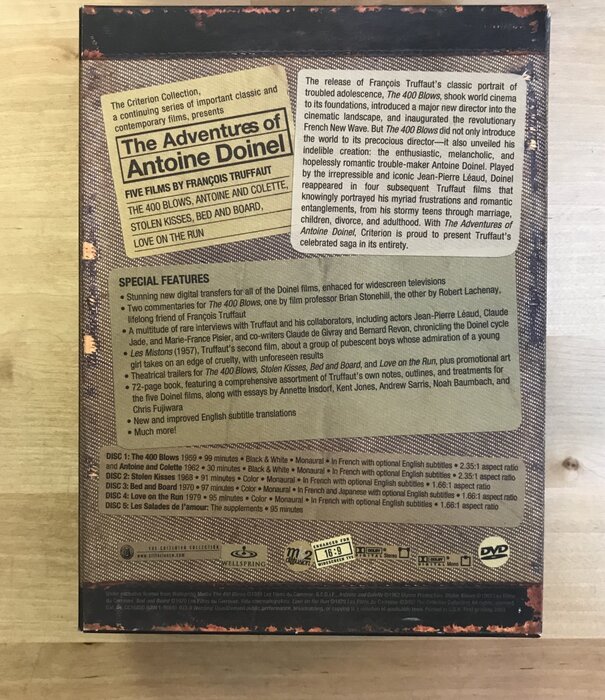 The Criterion Collection,
a continuing series of important classic and
contemporary films, presents
The Adventures of
Antoine Doinel
FIVE FILMS BY FRANÇOIS TRUFFAUT
THE 400 BLOWS, ANTOINE AND COLETTE,
STOLEN KISSES, BED AND BOARD,
LOVE ON THE RUN
The release of François Truffaut's classic portrait of
troubled adolescence, The 400 Blows, shook world cinema
to its foundations, introduced a major new director into the
cinematic landscape, and inaugurated the revolutionary
French New Wave. But The 400 Blows did not only introduce
the world to its precocious director—it also unveiled his
indelible creation: the enthusiastic, melancholic, and
hopelessly romantic trouble-maker Antoine Doinel. Played
by the irrepressible and iconic Jean-Pierre Léaud, Doinel
reappeared in four subsequent Truffaut films that
knowingly portrayed his myriad frustrations and romantic
entanglements, from his stormy teens through marriage,
children, divorce, and adulthood. With The Adventures of
Antoine Doinel, Criterion is proud to present Truffaut's
celebrated saga in its entirety.
SPECIAL FEATURES
• Stunning new digital transfers for all of the Doinel films, enhaced for widescreen televisions
• Two commentaries for The 400 Blows, one by film professor Brian Stonehill, the other by Robert Lachenay,
lifelong friend of François Truffaut
• A multitude of rare interviews with Truffaut and his collaborators, including actors Jean-Pierre Léaud, Claude
Jade, and Marie-France Pisier, and co-writers Claude de Givray and Bernard Revon, chronicling the Doinel cycle
• Les Mistons (1957), Truffaut's second film, about a group of pubescent boys whose admiration of a young
girl takes on an edge of cruelty, with unforeseen results
• Theatrical trailers for The 400 Blows, Stolen Kisses, Bed and Board, and Love on the Run, plus promotional art
• 72-page book, featuring a comprehensive assortment of Truffaut's own notes, outlines, and treatments for
the five Doinel films, along with essays by Annette Insdorf, Kent Jones, Andrew Sarris, Noah Baumbach, and
Chris Fujiwara
• New and improved English subtitle translations
• Much more!
DISC 1: The 400 Blows 1959 • 99 minutes • Black & White • Monaural • In French with optional English subtitles • 2.35:1 aspect ratio
and Antoine and Colette 1962 • 30 minutes • Black & White • Monaural • In French with optional English subtitles • 2.35:1 aspect ratio
DISC 2: Stolen Kisses 1968 • 91 minutes • Color • Monaural • In French with optional English subtitles • 1.66:1 aspect ratio
DISC 3: Bed and Board 1970 • 97 minutes • Color • Monaural • In French and Japanese with optional English subtitles • 1.66:1 aspect ratio
DISC 4: Love on the Run 1979 • 95 minutes • Color • Monaural • In French with optional English subtitles • 1.66:1 aspect ratio
DISC 5: Les Salades de l'amour: The supplements • 95 minutes
THE CRITERION COLLECTION
www.criterionco.com
WELLSPRING
mk2
ENHANCED FOR
16:9
WIDESCREEN TVS
DOLBY
DIGITAL Stereo
DOLBY
DIGITAL Mono
DVD